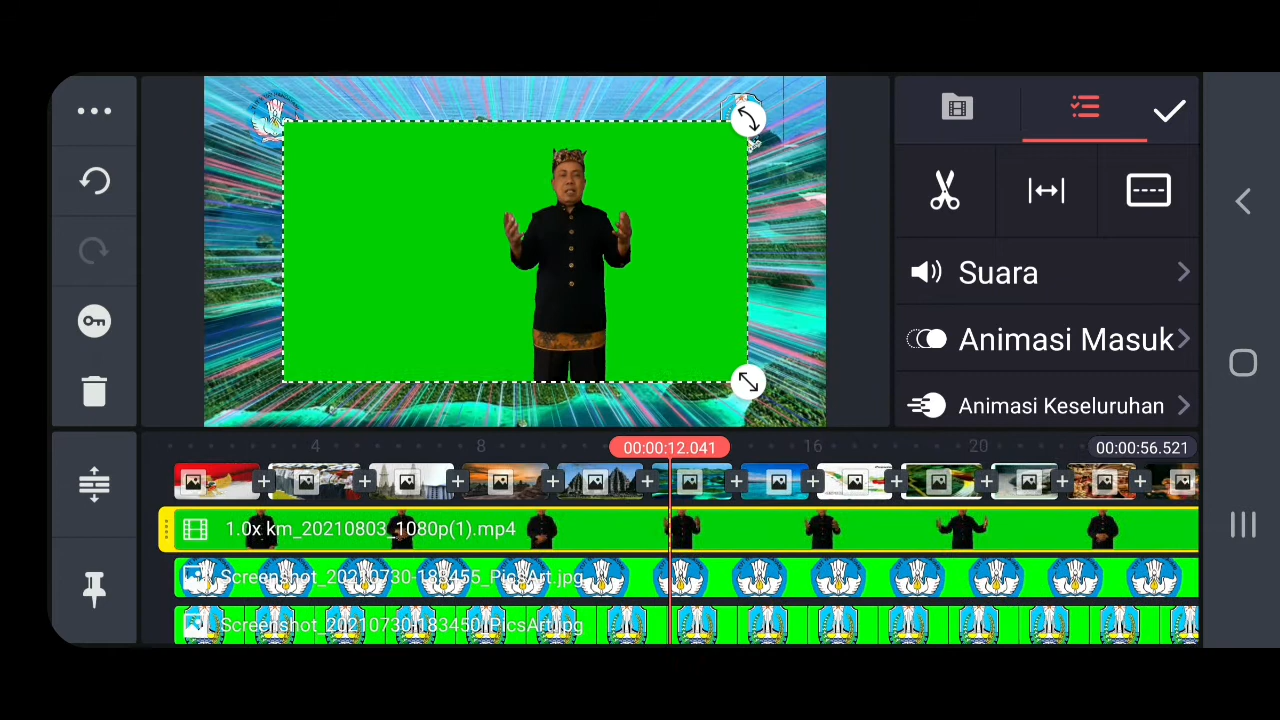 Suara
Animasi Masuk
Animasi Keseluruhan
4
8
00:00:12.041
16
20
00:00:56.521
1.0x km_20210803_1080p(1).mp4
Screenshot_20210730-183455_PicsArt.jpg
Screenshot_20210730-183450_PicsArt.jpg